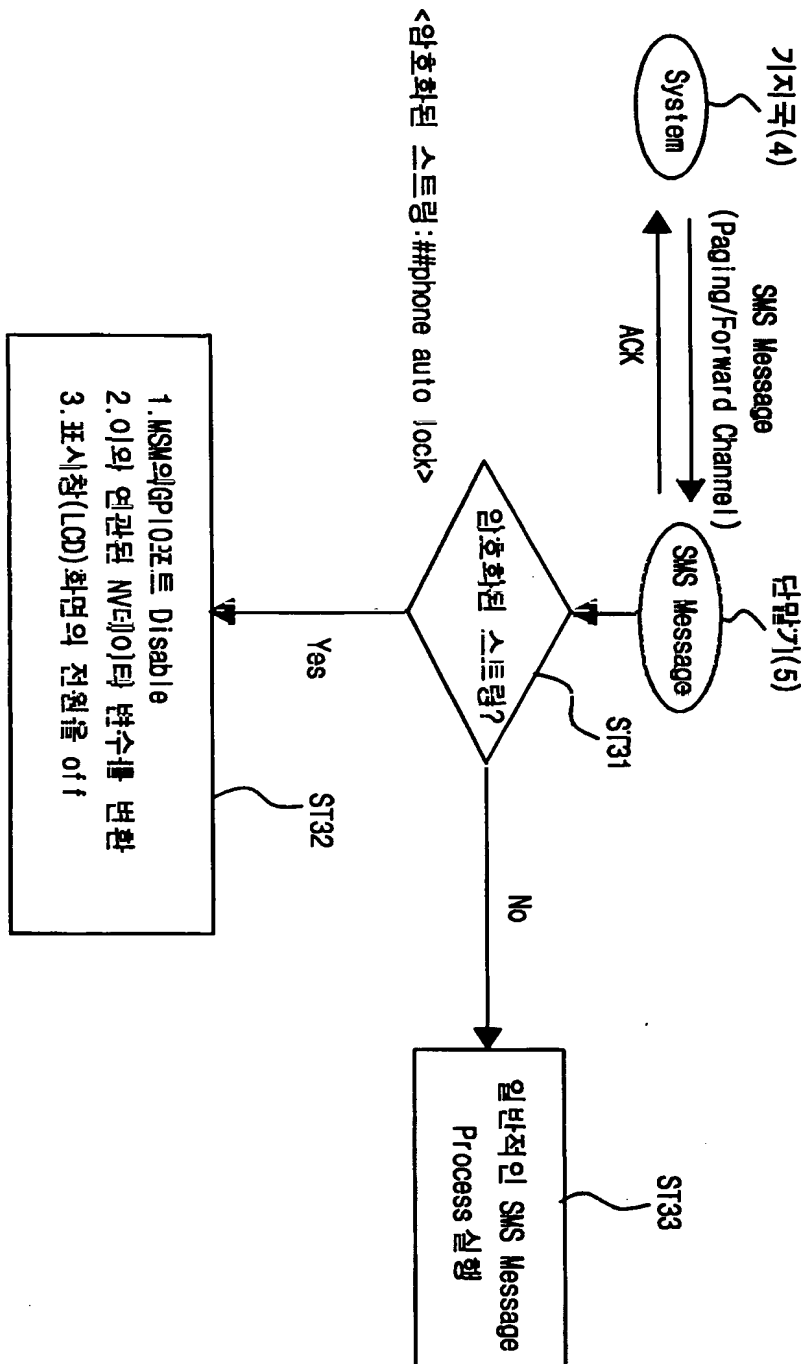 기지국(4)
System
SMS Message
(Paging/Forward Channel)
ACK
단말기(5)
SMS Message
<암호화된 스트링:##phone auto lock>
암호화된 스트링?
ST31
Yes
No
1.MSM의GPIO포트 Disable
2.이와 연관된 NV데이타 변수를 변환
3.표시창(LCD)화면의 전원을 off
ST32
일반적인 SMS Message
Process 실행
ST33